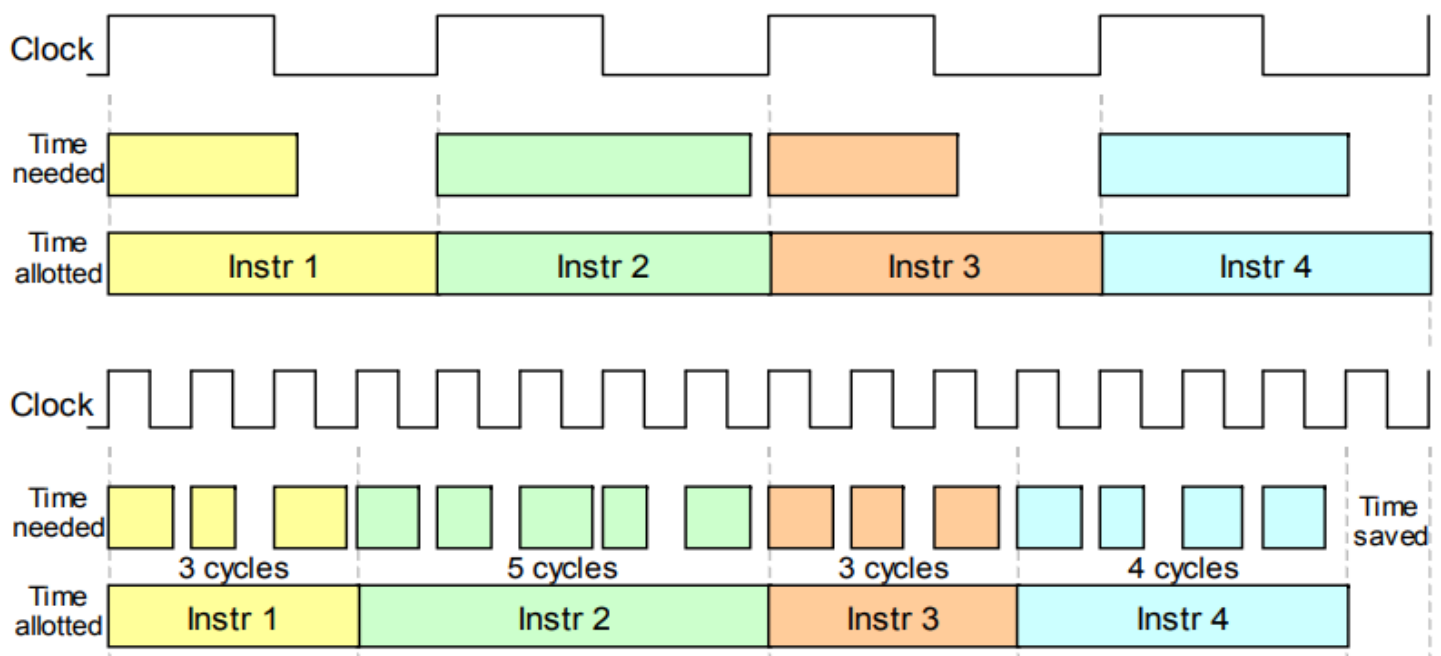 Clock
Time
needed
Time
allotted
Instr 1
Instr 2
Instr 3
Instr 4
Clock
Time
needed
3 cycles
5 cycles
3 cycles
4 cycles
Time
saved
Time
allotted
Instr 1
Instr 2
Instr 3
Instr 4